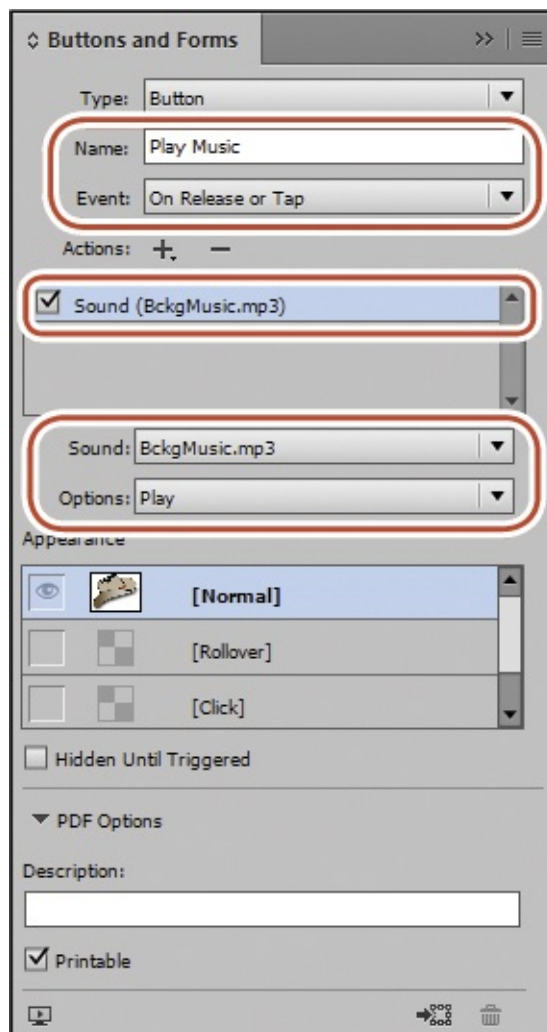 Buttons and Forms
Type: Button
Name: Play Music
Event: On Release or Tap
Actions:
Sound (BckgMusic.mp3)
Sound: BckgMusic.mp3
Options: Play
Appearance
[Normal]
[Rollover]
[Click]
Hidden Until Triggered
PDF Options
Description:
Printable